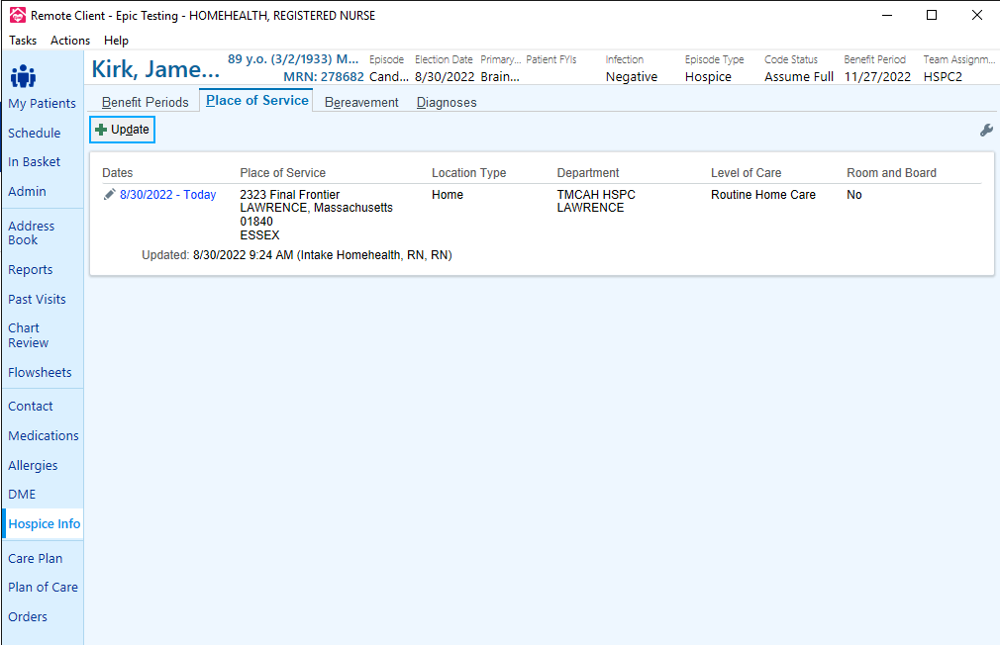 Remote Client - Epic Testing - HOMEHEALTH, REGISTERED NURSE
Tasks Actions Help
My Patients
Schedule
In Basket
Admin
Address
Book
Reports
Past Visits
Chart
Review
Flowsheets
Contact
Medications
Allergies
DME
Hospice Info
Care Plan
Plan of Care
Orders
Kirk, Jame...
89 y.o. (3/2/1933) M...
MRN: 278682
Episode Election Date Primary... Patient FYIs Infection Episode Type Code Status Benefit Period Team Assignm...
Cand... 8/30/2022 Brain... Negative Hospice Assume Full 11/27/2022 HSPC2
Benefit Periods Place of Service Bereavement Diagnoses
Update
Dates Place of Service Location Type Department Level of Care Room and Board
8/30/2022 - Today 2323 Final Frontier Home TMCAH HSPC Routine Home Care No
LAWRENCE, Massachusetts LAWRENCE
01840
ESSEX
Updated: 8/30/2022 9:24 AM (Intake Homehealth, RN, RN)